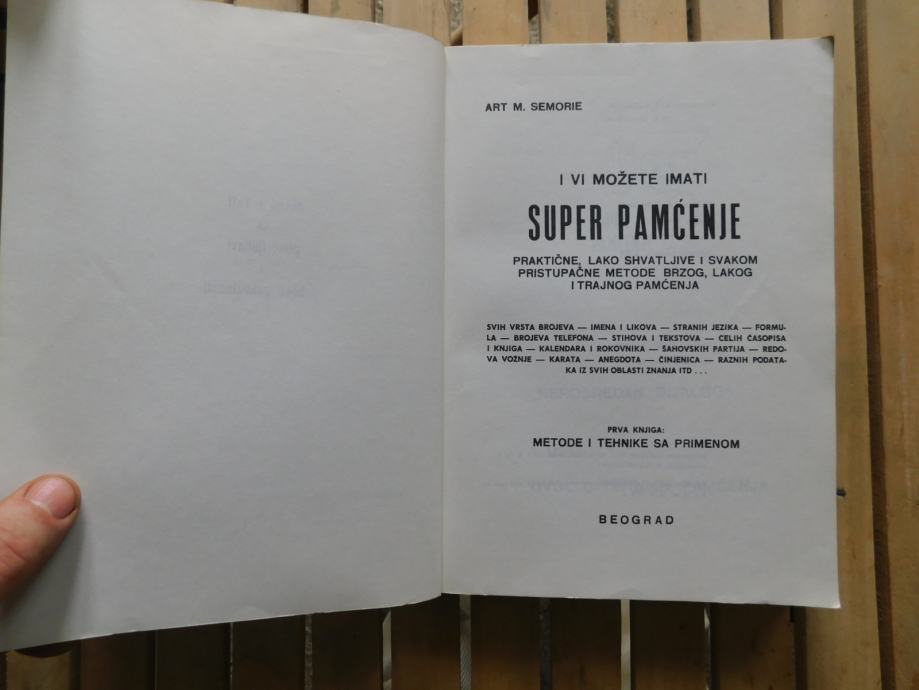 ART M. SEMORIE
I VI MOŽETE IMATI
SUPER PAMĆENJE
PRAKTIČNE, LAKO SHVATLJIVE I SVAKOM
PRISTUPAČNE METODE BRZOG, LAKOG
I TRAJNOG PAMĆENJA
SVIH VRSTA BROJEVA — IMENA I LIKOVA — STRANIH JEZIKA — FORMU-
LA — BROJEVA TELEFONA — STIHOVA I TEKSTOVA — CELIH ČASOPISA
I KNJIGA — KALENDARA I ROKOVNIKA — ŠAHOVSKIH PARTIJA — REDO-
VA VOŽNJE — KARATA — ANEGDOTA — ČINJENICA — RAZNIH PODATA-
KA IZ SVIH OBLASTI ZNANJA ITD . . .
PRVA KNJIGA:
METODE I TEHNIKE SA PRIMENOM
BEOGRAD